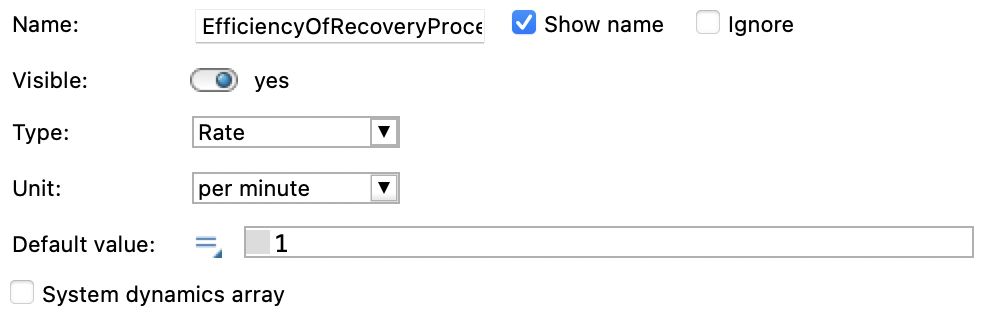 Name: EfficiencyOfRecoveryProce Show name Ignore
Visible: yes
Type: Rate
Unit: per minute
Default value: 1
System dynamics array